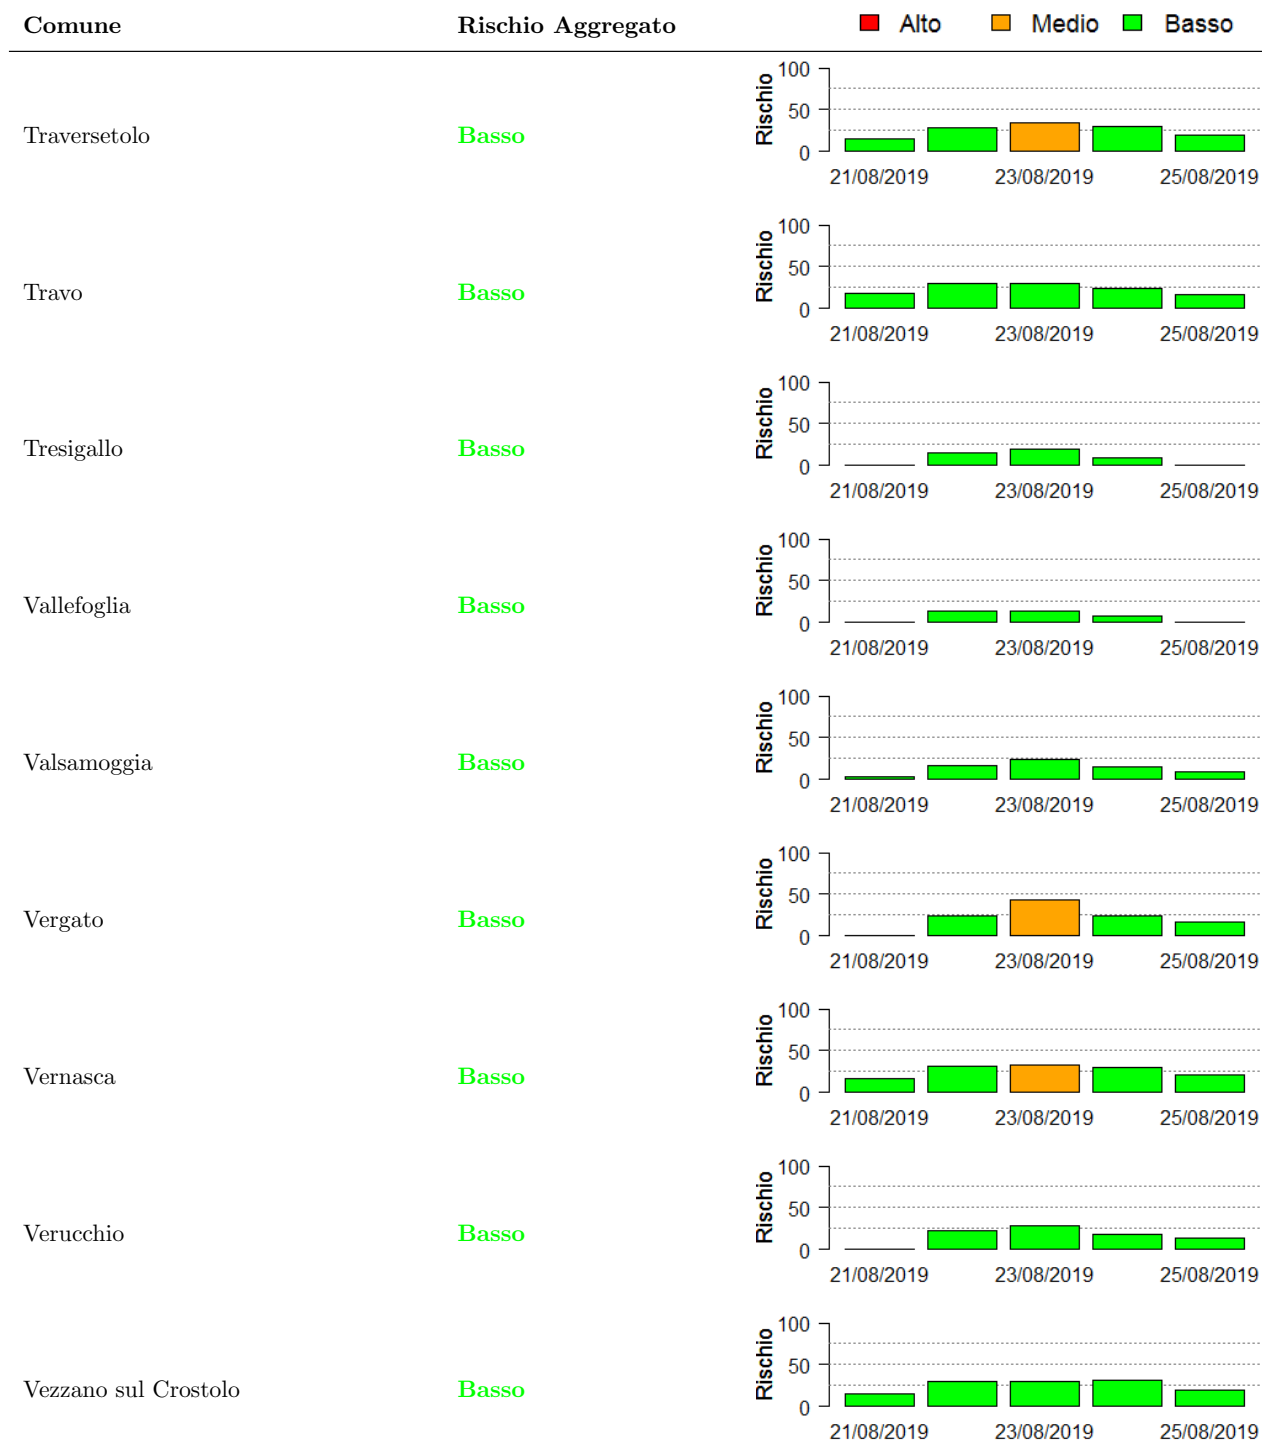 Comune Rischio Aggregato Alto Medio Basso
Traversetolo Basso Rischio 100 50 0
21/08/2019 23/08/2019 25/08/2019
Travo Basso Rischio 100 50 0
21/08/2019 23/08/2019 25/08/2019
Tresigallo Basso Rischio 100 50 0
21/08/2019 23/08/2019 25/08/2019
Vallefoglia Basso Rischio 100 50 0
21/08/2019 23/08/2019 25/08/2019
Valsamoggia Basso Rischio 100 50 0
21/08/2019 23/08/2019 25/08/2019
Vergato Basso Rischio 100 50 0
21/08/2019 23/08/2019 25/08/2019
Vernasca Basso Rischio 100 50 0
21/08/2019 23/08/2019 25/08/2019
Verucchio Basso Rischio 100 50 0
21/08/2019 23/08/2019 25/08/2019
Vezzano sul Crostolo Basso Rischio 100 50 0
21/08/2019 23/08/2019 25/08/2019